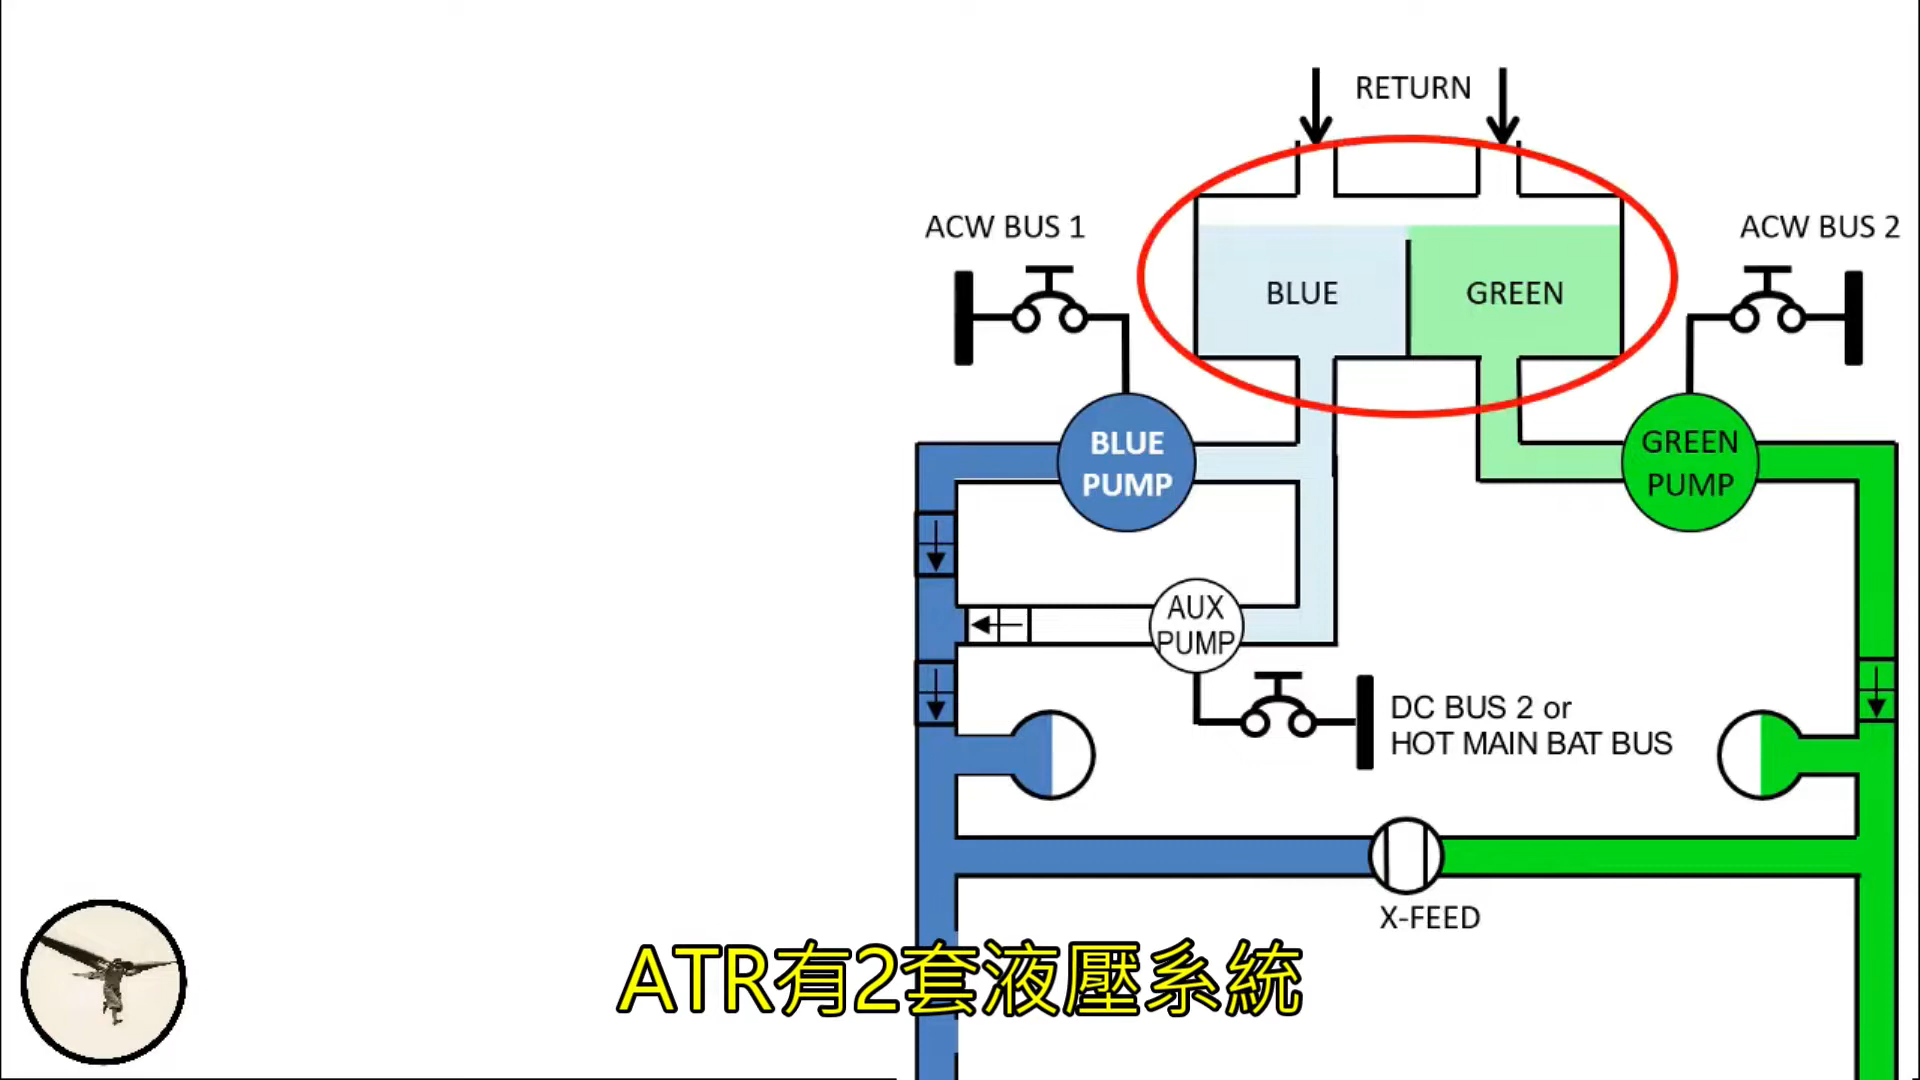 RETURN
ACW BUS 1
ACW BUS 2
BLUE
GREEN
BLUE
PUMP
GREEN
PUMP
AUX
PUMP
DC BUS 2 or
HOT MAIN BAT BUS
X-FEED
ATR有2套液壓系統